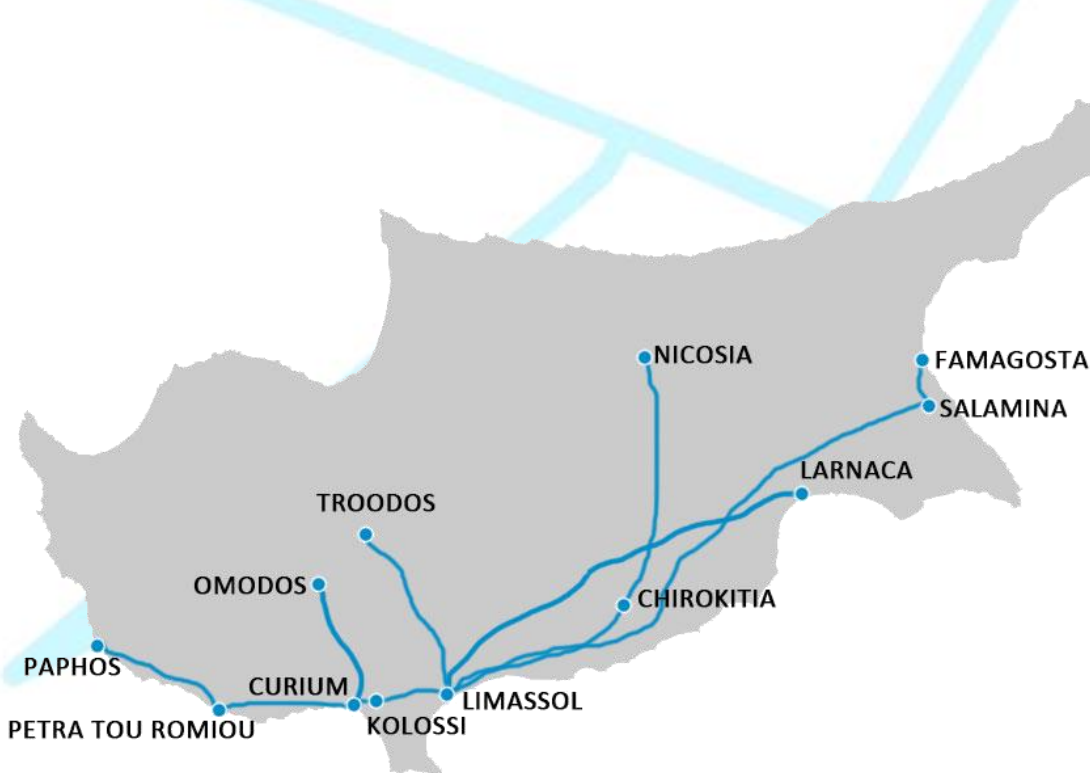 NICOSIA
FAMAGOSTA
SALAMINA
LARNACA
TROODOS
OMODOS
CHIROKITIA
PAPHOS
CURIUM
LIMASSOL
PETRA TOU ROMIOU
KOLOSSI